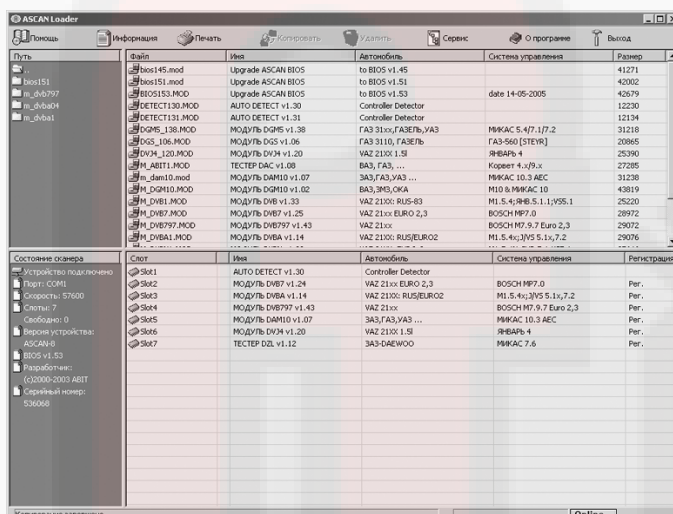 ASCAN Loader
Помощь Информация Печать Копировать Удалить Сервис О программе Выход
Путь Файл Имя Автомобиль Система управления Размер
..
bios151
m_dvb797
m_dvba04
m_dvba1
bios145.mod Upgrade ASCAN BIOS to BIOS v1.45 41271
bios151.mod Upgrade ASCAN BIOS to BIOS v1.51 42002
BIOS153.MOD Upgrade ASCAN BIOS to BIOS v1.53 date 14-05-2005 42679
DETECT130.MOD AUTO DETECT v1.30 Controller Detector 12230
DETECT131.MOD AUTO DETECT v1.31 Controller Detector 12134
DGM5_138.MOD МОДУЛЬ DGM5 v1.38 ГАЗ 31xx,ГАЗЕЛЬ,УАЗ МИКАС 5.4/7.1/7.2 31218
DG5_106.MOD МОДУЛЬ DG5 v1.06 ГАЗ 3110, ГАЗЕЛЬ ГАЗ-560 [STEYR] 20865
DVJ4_120.MOD МОДУЛЬ DVJ4 v1.20 VAZ 21XX 1.5l ЯНВАРЬ 4 25390
M_ABIT1.MOD ТЕСТЕР DAC v1.08 ВАЗ, ГАЗ, ... Корвет 4.x/9.x 27285
m_dam10.mod МОДУЛЬ DAM10 v1.07 ЗАЗ,ГАЗ,УАЗ ... МИКАС 10.3 AEC 31238
M_DGM10.MOD МОДУЛЬ DGM10 v1.02 ВАЗ,ЗМЗ,ОКА M10 & МИКАС 10 43819
M_DVB1.MOD МОДУЛЬ DVB v1.33 VAZ 21XX: RUS-83 M1.5.4;ЯНВ.5.1.1;VS5.1 25220
M_DVB7.MOD МОДУЛЬ DVB7 v1.25 VAZ 21xx EURO 2,3 BOSCH MP7.0 28972
M_DVB797.MOD МОДУЛЬ DVB797 v1.43 VAZ 21xx BOSCH M7.9.7 Euro 2,3 29072
M_DVBA1.MOD МОДУЛЬ DVBA v1.14 VAZ 21XX: RUS/EURO2 M1.5.4x;J/VS 5.1x,7.2 29076
Состояние сканера Слот Имя Автомобиль Система управления Регистрация
Устройство подключено
Порт: COM1
Скорость: 57600
Слоты: 7
Свободно: 0
Версия устройства:
ASCAN-8
BIOS v1.53
Разработчик:
(c)2000-2003 ABIT
Серийный номер:
536068
Slot1 AUTO DETECT v1.30 Controller Detector
Slot2 МОДУЛЬ DVB7 v1.24 VAZ 21xx EURO 2,3 BOSCH MP7.0 Рег.
Slot3 МОДУЛЬ DVBA v1.14 VAZ 21XX: RUS/EURO2 M1.5.4x;J/VS 5.1x,7.2 Рег.
Slot4 МОДУЛЬ DVB797 v1.43 VAZ 21xx BOSCH M7.9.7 Euro 2,3 Рег.
Slot5 МОДУЛЬ DAM10 v1.07 ЗАЗ,ГАЗ,УАЗ ... МИКАС 10.3 AEC Рег.
Slot6 МОДУЛЬ DVJ4 v1.20 VAZ 21XX 1.5l ЯНВАРЬ 4 Рег.
Slot7 ТЕСТЕР DZL v1.12 ЗАЗ-DAEWOO МИКАС 7.6 Рег.
Online